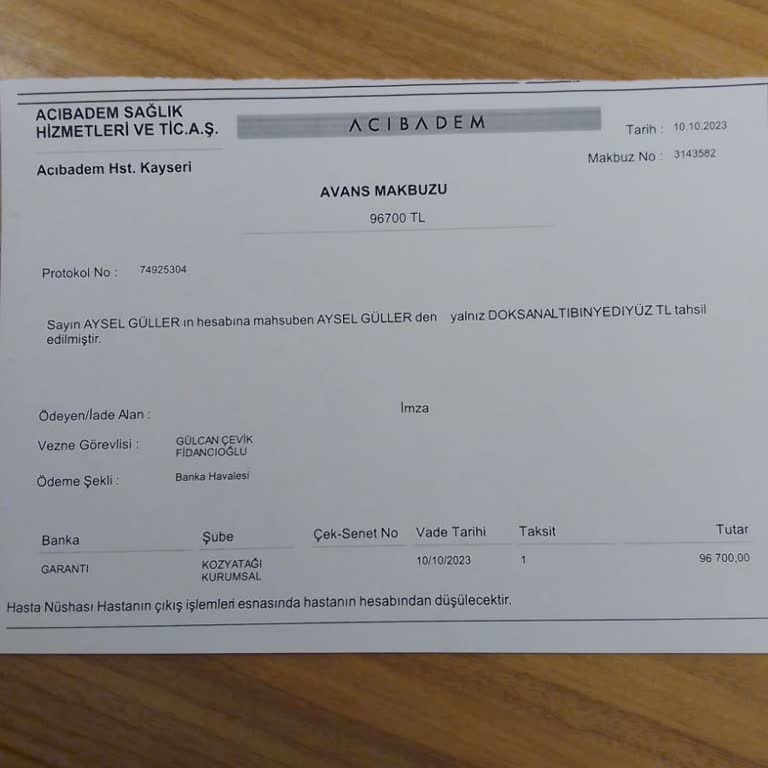 ACIBADEM SAĞLIK
HİZMETLERİ VE TİC.A.Ş.
ACIBADEM
Tarih : 10.10.2023
Acıbadem Hst. Kayseri
Makbuz No : 3143582
AVANS MAKBUZU
96700 TL
Protokol No : 74925304
Sayın AYSEL GÜLLER ın hesabına mahsuben AYSEL GÜLLER den yalnız DOKSANALTIBINYEDIYÜZ TL tahsil
edilmiştir.
Ödeyen/İade Alan :
İmza
Vezne Görevlisi : GÜLCAN ÇEVİK
FİDANCIOĞLU
Ödeme Şekli : Banka Havalesi
Banka Şube Çek-Senet No Vade Tarihi Taksit Tutar
GARANTI KOZYATAĞI 10/10/2023 1 96 700,00
KURUMSAL
Hasta Nüshası Hastanın çıkış işlemleri esnasında hastanın hesabından düşülecektir.